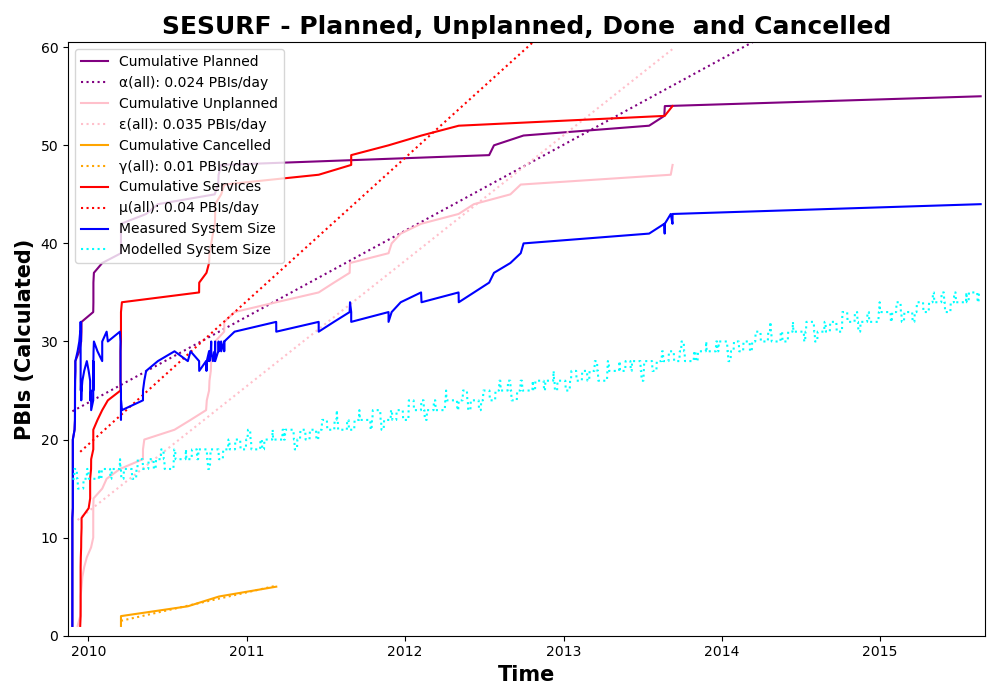 SESURF - Planned, Unplanned, Done  and Cancelled
Cumulative Planned
α(all): 0.024 PBIs/day
Cumulative Unplanned
ε(all): 0.035 PBIs/day
Cumulative Cancelled
γ(all): 0.01 PBIs/day
Cumulative Services
μ(all): 0.04 PBIs/day
Measured System Size
Modelled System Size
PBIs (Calculated)
60
50
40
30
20
10
0
2010 2011 2012 2013 2014 2015
Time